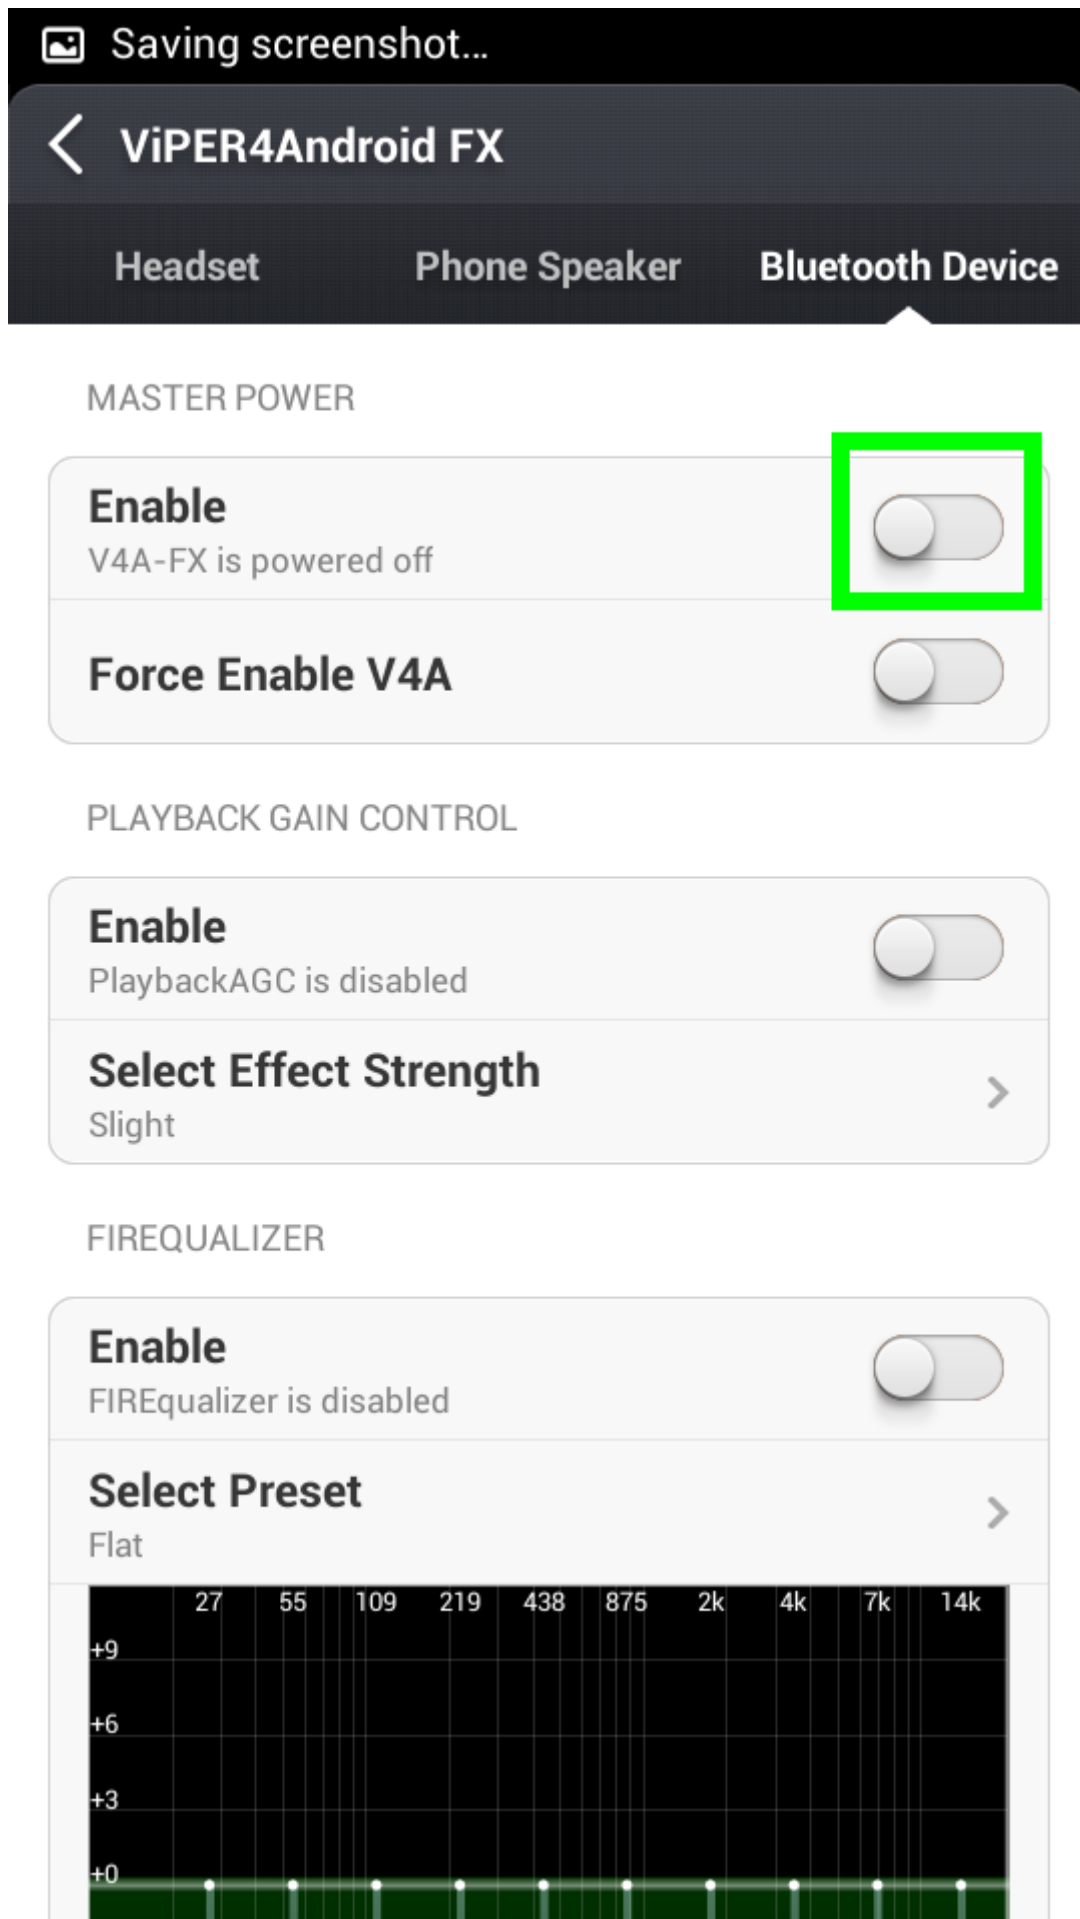 Saving screenshot...
ViPER4Android FX
Headset Phone Speaker Bluetooth Device
MASTER POWER
Enable
V4A-FX is powered off
Force Enable V4A
PLAYBACK GAIN CONTROL
Enable
PlaybackAGC is disabled
Select Effect Strength
Slight
FIREQUALIZER
Enable
FIREqualizer is disabled
Select Preset
Flat
27 55 109 219 438 875 2k 4k 7k 14k
+9
+6
+3
+0